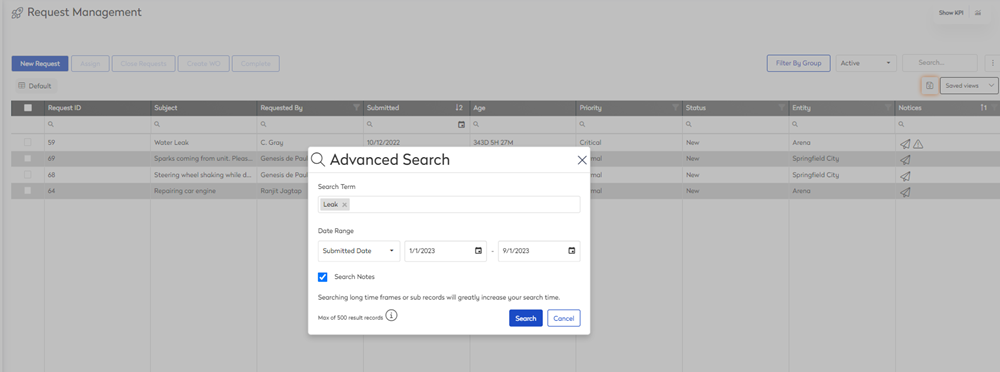 Request Management
Show KPI
New Request Assign Close Requests Create WO Complete Filter By Group Active Search...
Default Saved views
Request ID Subject Requested By Submitted 2 Age Priority Status Entity Notices 1
59 Water Leak C. Gray 10/12/2022 343D 5H 27M Critical New Arena
69 Sparks coming from unit. Pleas... Genesis de Paul New Springfield City
68 Steering wheel shaking while d... Genesis de Paul New Springfield City
64 Repairing car engine Ranjit Jagtap New Arena
Advanced Search
Search Term
Leak
Date Range
Submitted Date 1/1/2023 - 9/1/2023
Search Notes
Searching long time frames or sub records will greatly increase your search time.
Max of 500 result records
Search Cancel